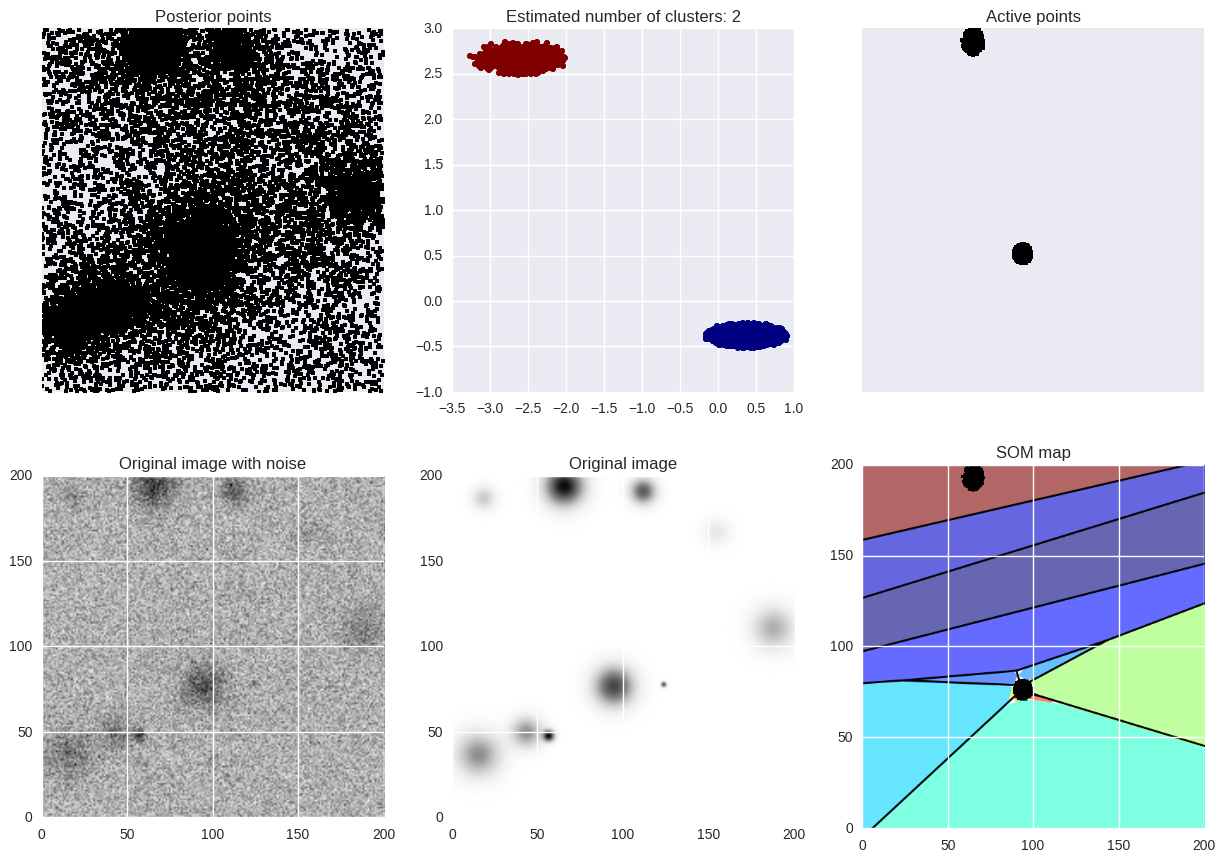 Posterior points
Estimated number of clusters: 2
Active points
3.0
2.5
2.0
1.5
1.0
0.5
0.0
−0.5
−1.0
−3.5 −3.0 −2.5 −2.0 −1.5 −1.0 −0.5 0.0 0.5 1.0
Original image with noise
200
150
100
50
0
0 50 100 150 200
Original image
200
150
100
50
0
0 50 100 150 200
SOM map
200
150
100
50
0
0 50 100 150 200